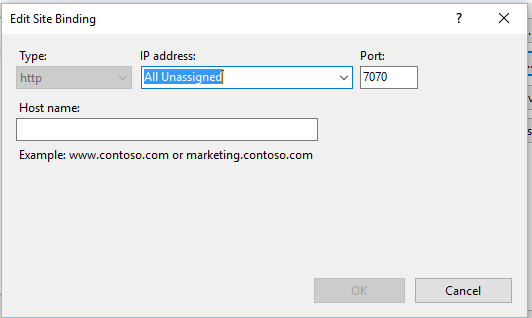 Edit Site Binding
?
Type:
IP address:
Port:
http
All Unassigned
7070
Host name:
Example: www.contoso.com or marketing.contoso.com
OK
Cancel